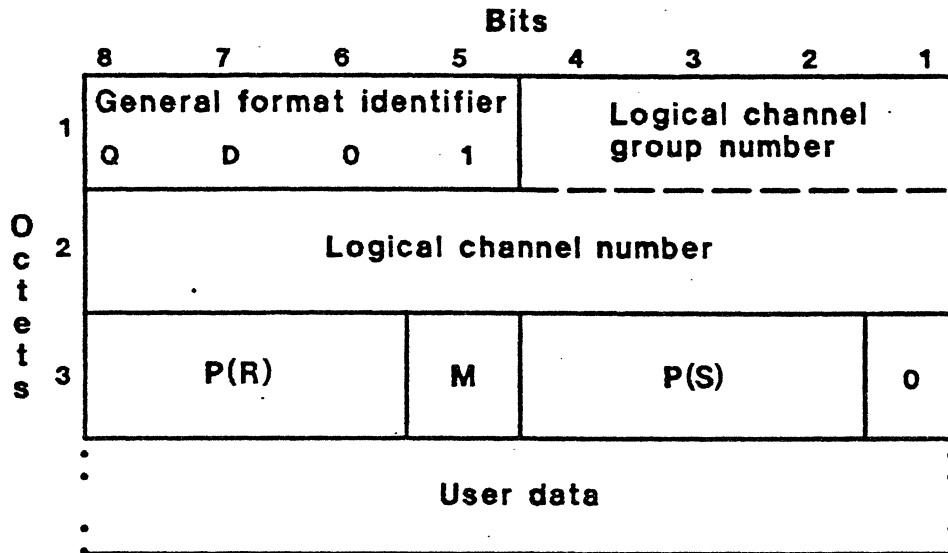 Bits
8 7 6 5 4 3 2 1
General format identifier
Q D 0 1
Logical channel
group number
1
Octets
2
Logical channel number
3
P(R) M P(S) 0
User data